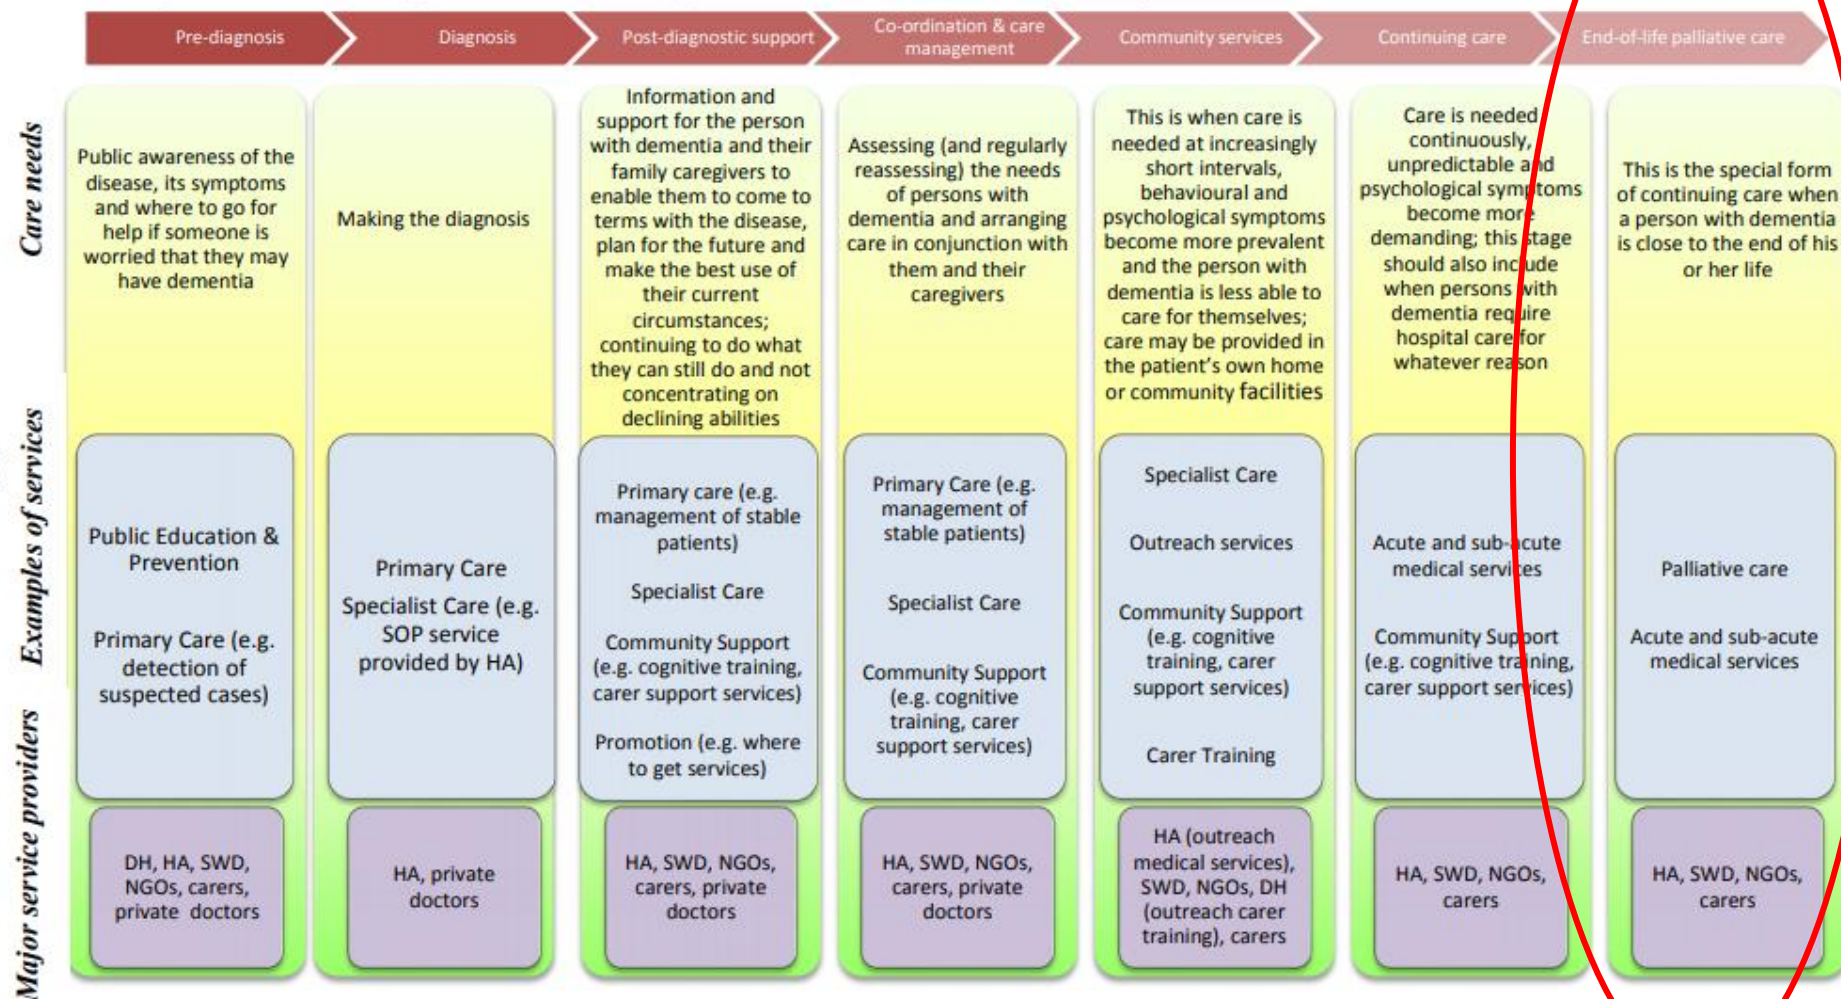 Pre-diagnosis
Diagnosis
Post-diagnostic support
Co-ordination & care
management
Community services
Continuing care
End-of-life palliative care
Care needs
Public awareness of the
disease, its symptoms
and where to go for
help if someone is
worried that they may
have dementia
Making the diagnosis
Information and
support for the person
with dementia and their
family caregivers to
enable them to come to
terms with the disease,
plan for the future and
make the best use of
their current
circumstances;
continuing to do what
they can still do and not
concentrating on
declining abilities
Assessing (and regularly
reassessing) the needs
of persons with
dementia and arranging
care in conjunction with
them and their
caregivers
This is when care is
needed at increasingly
short intervals,
behavioural and
psychological symptoms
become more prevalent
and the person with
dementia is less able to
care for themselves;
care may be provided in
the patient's own home
or community facilities
Care is needed
continuously,
unpredictable and
psychological symptoms
become more
demanding; this stage
should also include
when persons with
dementia require
hospital care for
whatever reason
This is the special form
of continuing care when
a person with dementia
is close to the end of his
or her life
Examples of services
Public Education &
Prevention
Primary Care (e.g.
detection of
suspected cases)
Primary Care
Specialist Care (e.g.
SOP service
provided by HA)
Primary care (e.g.
management of stable
patients)
Specialist Care
Community Support
(e.g. cognitive training,
carer support services)
Promotion (e.g. where
to get services)
Primary Care (e.g.
management of
stable patients)
Specialist Care
Community Support
(e.g. cognitive
training, carer
support services)
Specialist Care
Outreach services
Community Support
(e.g. cognitive
training, carer
support services)
Carer Training
Acute and sub-acute
medical services
Community Support
(e.g. cognitive training,
carer support services)
Palliative care
Acute and sub-acute
medical services
Major service providers
DH, HA, SWD,
NGOs, carers,
private doctors
HA, private
doctors
HA, SWD, NGOs,
carers, private
doctors
HA, SWD, NGOs,
carers, private
doctors
HA (outreach
medical services),
SWD, NGOs, DH
(outreach carer
training), carers
HA, SWD, NGOs,
carers
HA, SWD, NGOs,
carers